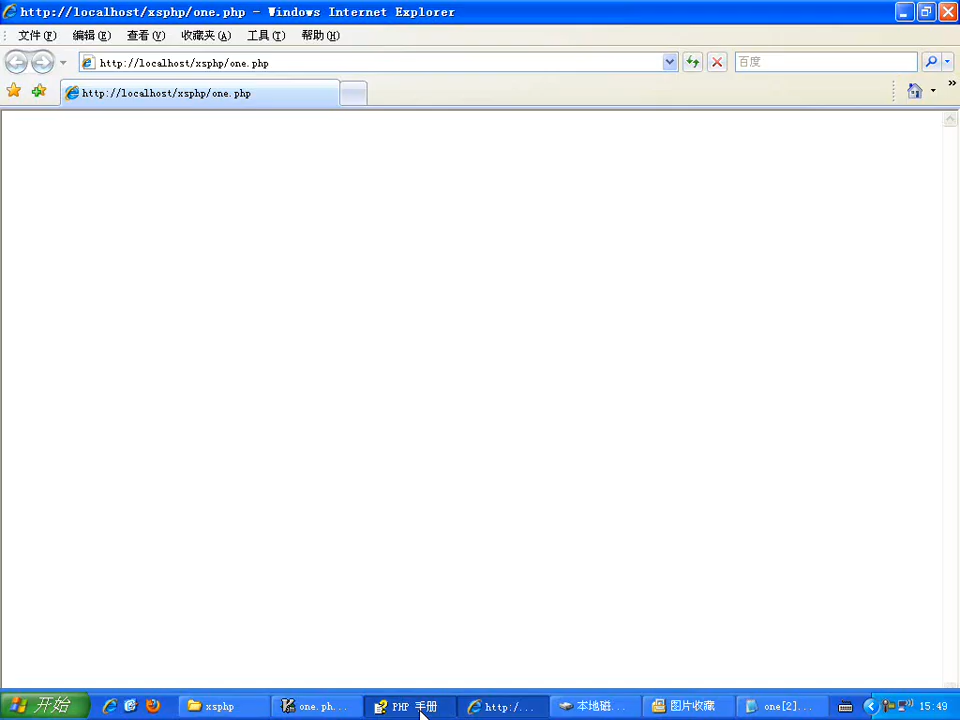 http://localhost/xsphp/one.php - Windows Internet Explorer
文件(F) 编辑(E) 查看(V) 收藏夹(A) 工具(T) 帮助(H)
http://localhost/xsphp/one.php 百度
http://localhost/xsphp/one.php
开始 xsphp one.ph... PHP 手册 http:/... 本地磁... 图片收藏 one[2]... 15:49